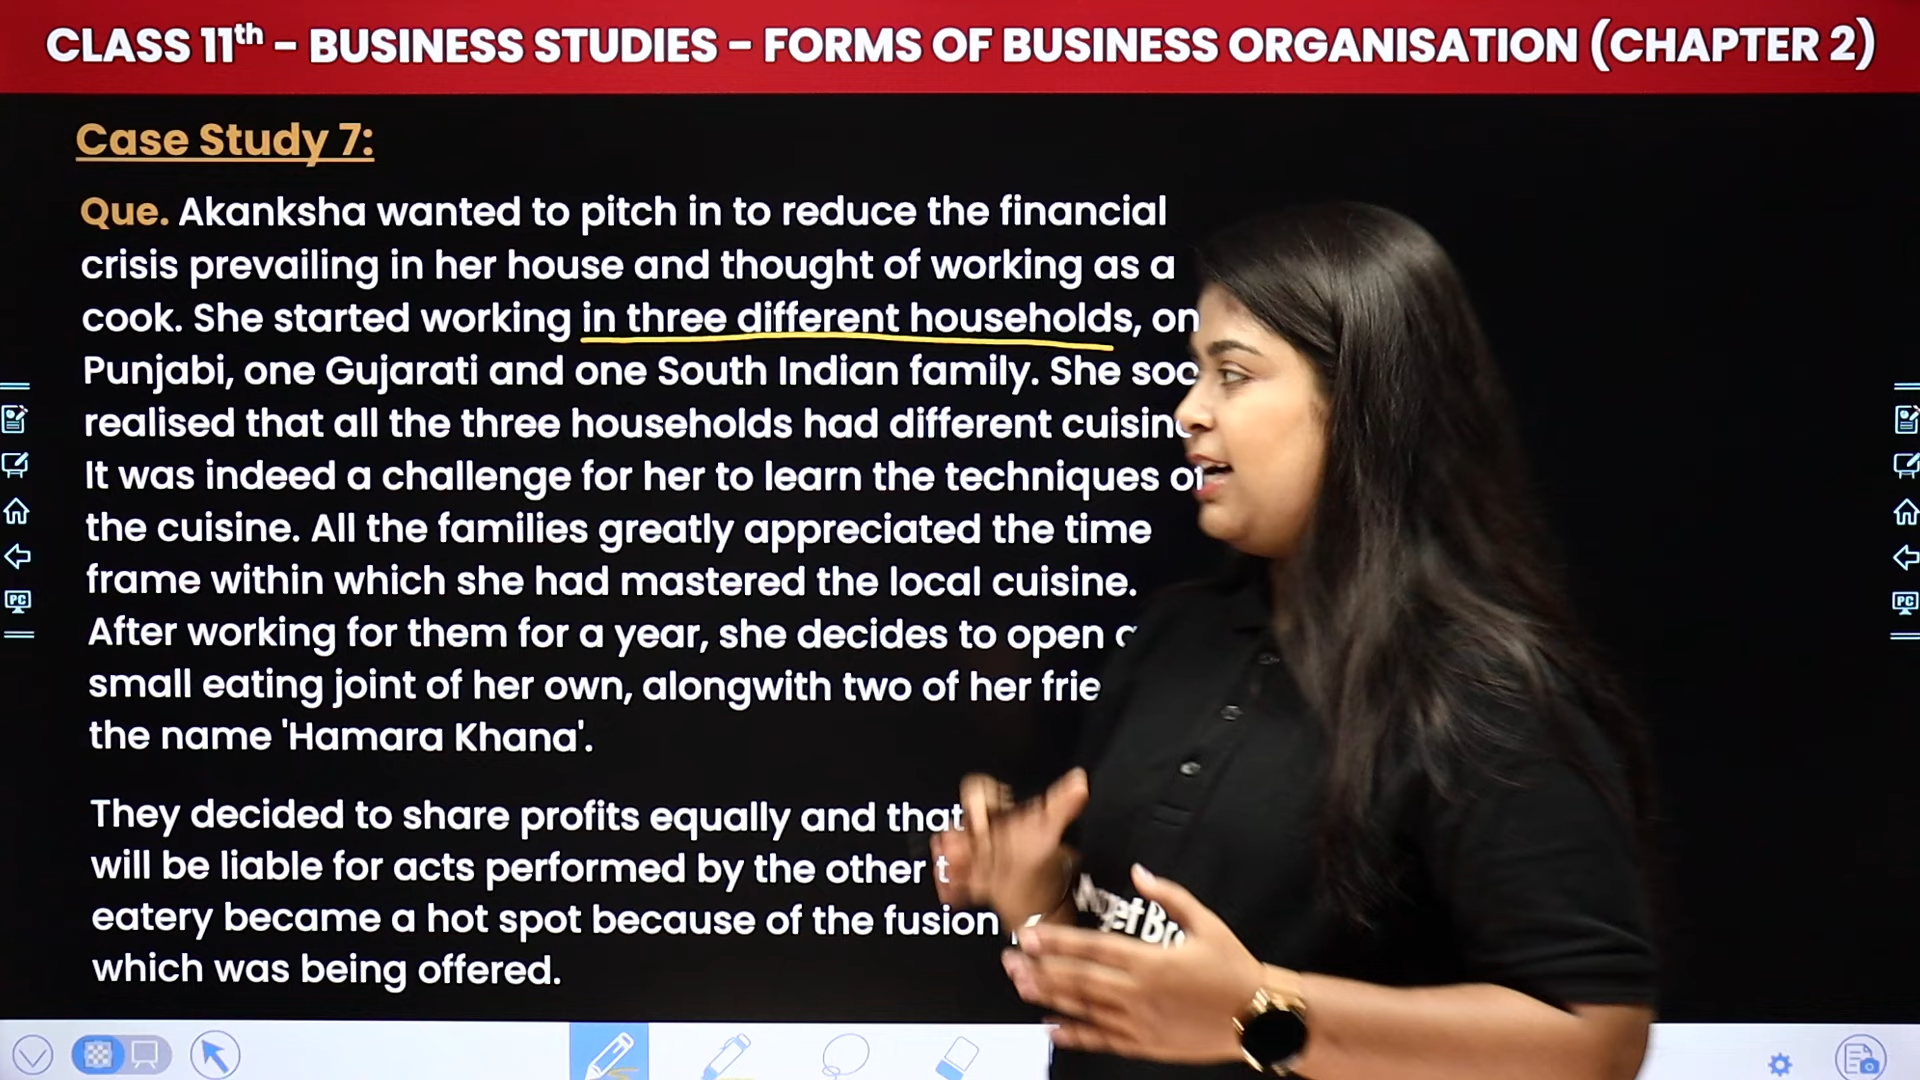 CLASS 11th - BUSINESS STUDIES - FORMS OF BUSINESS ORGANISATION (CHAPTER 2)
Case Study 7:
Que. Akanksha wanted to pitch in to reduce the financial
crisis prevailing in her house and thought of working as a
cook. She started working in three different households,
Punjabi, one Gujarati and one South Indian family. She
realised that all the three households had different
It was indeed a challenge for her to learn the techniques
the cuisine. All the families greatly appreciated the time
frame within which she had mastered the local cuisine.
After working for them for a year, she decides to open
small eating joint of her own, alongwith two of her
the name 'Hamara Khana'.
They decided to share profits equally and that
will be liable for acts performed by the other
eatery became a hot spot because of the fusion
which was being offered.
PC
PC